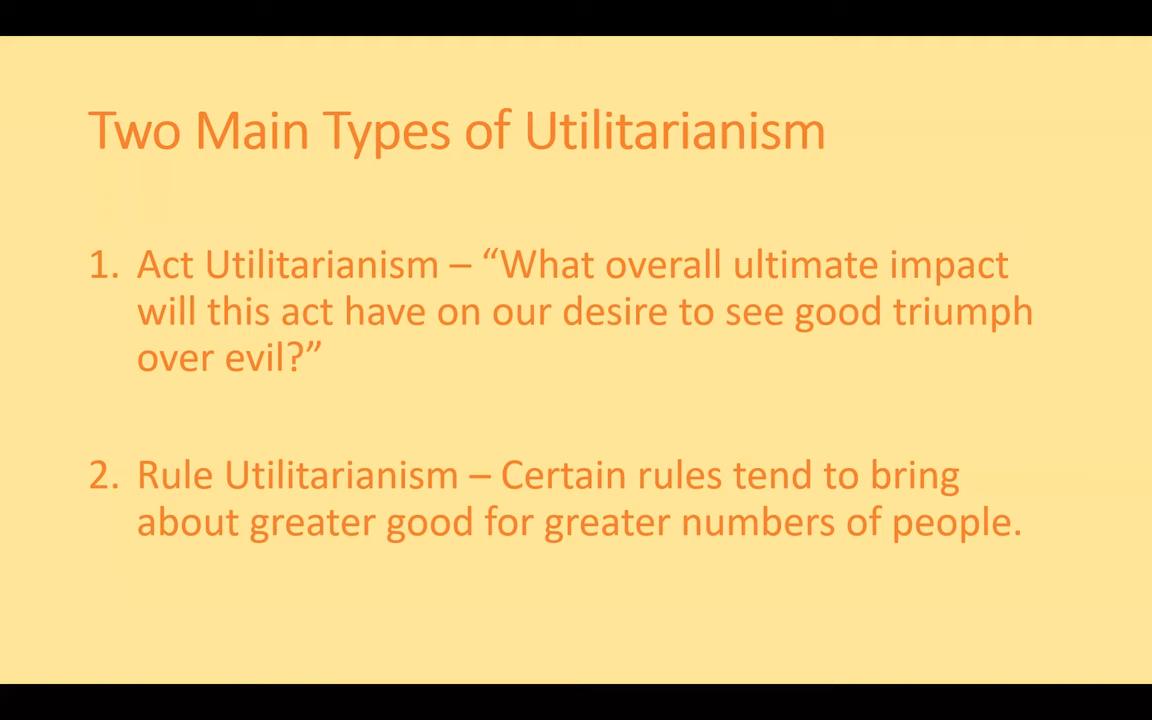 Two Main Types of Utilitarianism
1. Act Utilitarianism – “What overall ultimate impact
will this act have on our desire to see good triumph
over evil?”
2. Rule Utilitarianism – Certain rules tend to bring
about greater good for greater numbers of people.